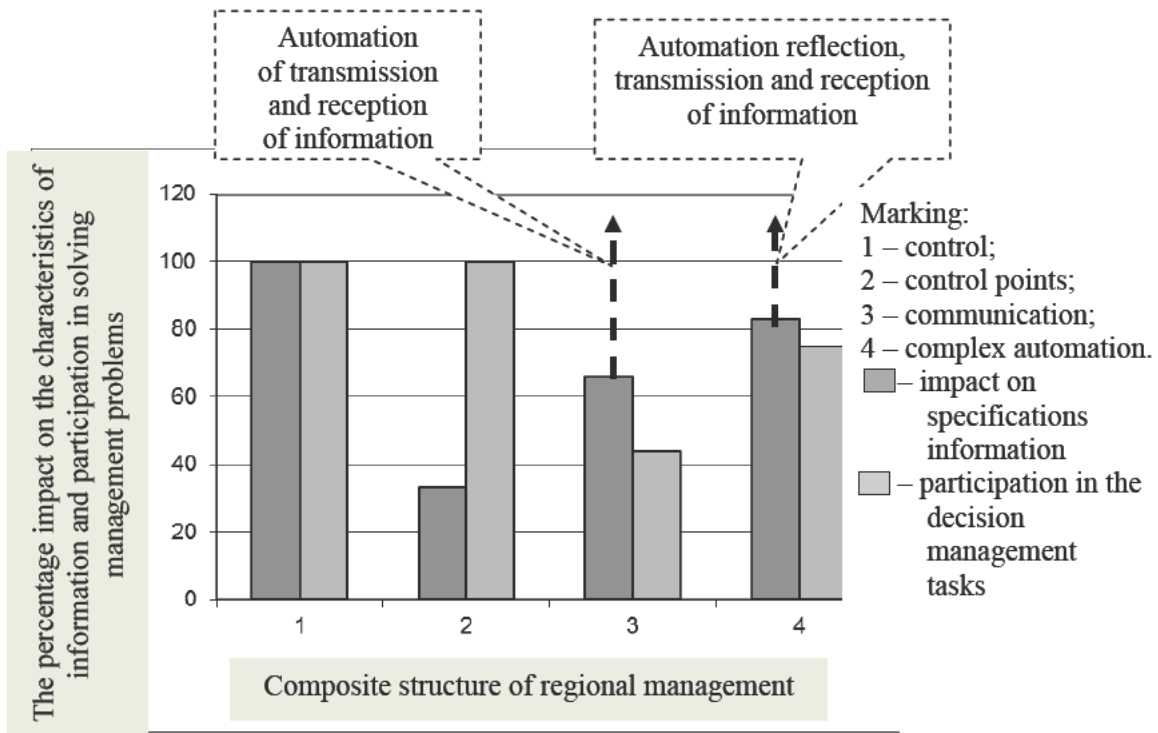 Automation
of transmission
and reception
of information
Automation reflection,
transmission and reception
of information
The percentage impact on the characteristics of
information and participation in solving
management problems
120
100
80
60
40
20
0
1
2
3
4
Composite structure of regional management
Marking:
1 – control;
2 – control points;
3 – communication;
4 – complex automation.
– impact on
specifications
information
– participation in the
decision
management
tasks